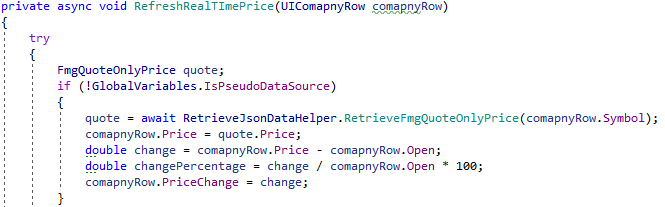 private async void RefreshRealTImePrice(UIComapnyRow comapnyRow)
{
try
{
FmgQuoteOnlyPrice quote;
if (!GlobalVariables.IsPseudoDataSource)
{
quote = await RetrieveJsonDataHelper.RetrieveFmgQuoteOnlyPrice(comapnyRow.Symbol);
comapnyRow.Price = quote.Price;
double change = comapnyRow.Price - comapnyRow.Open;
double changePercentage = change / comapnyRow.Open * 100;
comapnyRow.PriceChange = change;
}